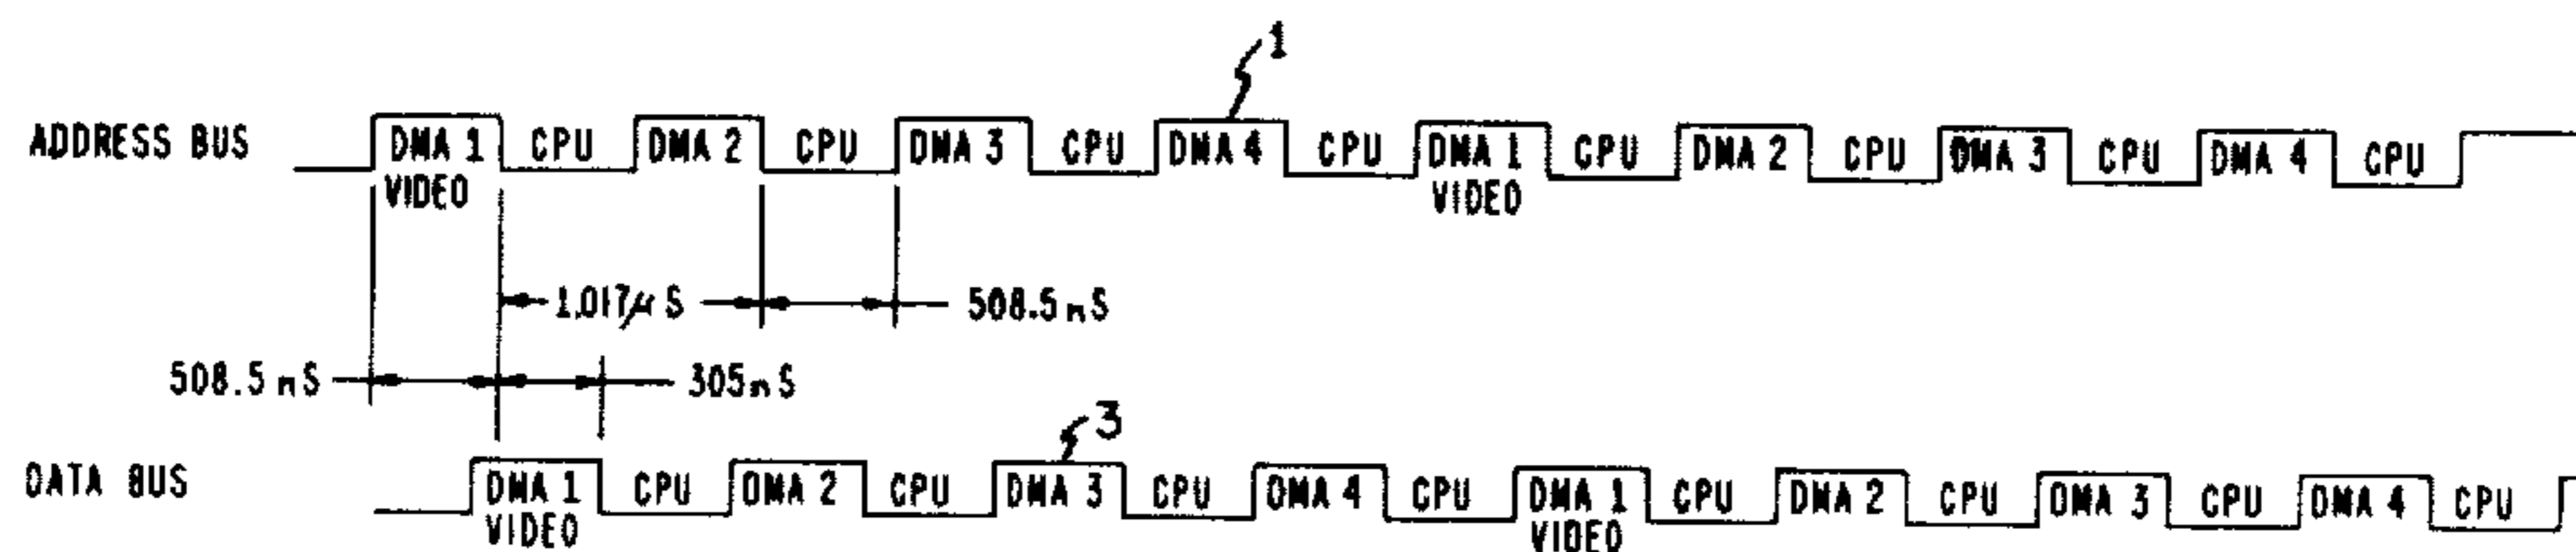 1
ADDRESS BUS DMA 1 CPU DMA 2 CPU DMA 3 CPU DMA 4 CPU DMA 1 CPU DMA 2 CPU DMA 3 CPU DMA 4 CPU
VIDEO VIDEO
1.017μS 508.5nS
508.5nS 305nS
3
DATA BUS DMA 1 CPU DMA 2 CPU DMA 3 CPU DMA 4 CPU DMA 1 CPU DMA 2 CPU DMA 3 CPU DMA 4 CPU
VIDEO VIDEO